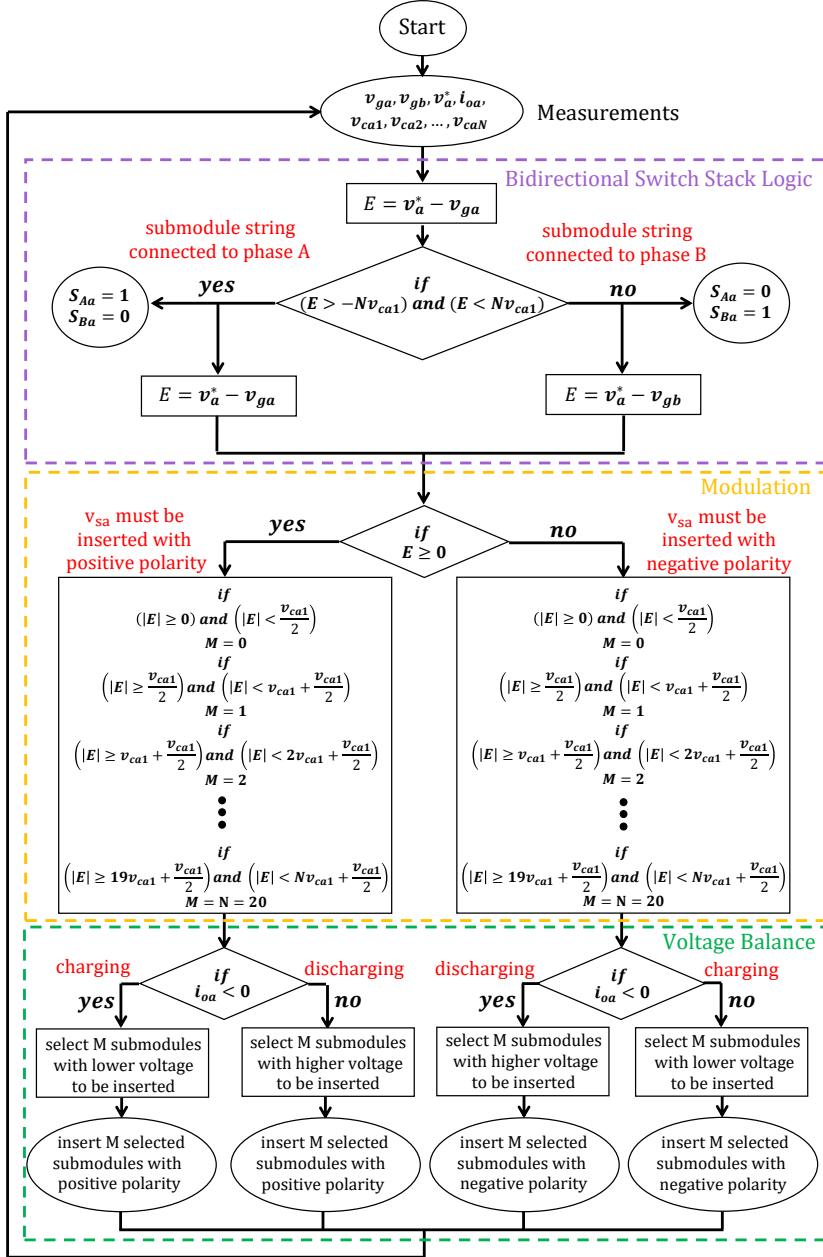 Start
v_ga, v_gb, v_a^*, i_oa,
v_ca1, v_ca2, ..., v_caN
Measurements
Bidirectional Switch Stack Logic
E = v_a^* − v_ga
submodule string
connected to phase A
submodule string
connected to phase B
S_Aa = 1
S_Ba = 0
yes
if
(E > −Nv_ca1) and (E < Nv_ca1)
no
S_Aa = 0
S_Ba = 1
E = v_a^* − v_ga
E = v_a^* − v_gb
Modulation
v_sa must be
inserted with
positive polarity
yes
if
E ≥ 0
no
v_sa must be
inserted with
negative polarity
if
(|E| ≥ 0) and (|E| < v_ca1/2)
M = 0
if
(|E| ≥ v_ca1/2) and (|E| < v_ca1 + v_ca1/2)
M = 1
if
(|E| ≥ v_ca1 + v_ca1/2) and (|E| < 2v_ca1 + v_ca1/2)
M = 2
if
(|E| ≥ 19v_ca1 + v_ca1/2) and (|E| < Nv_ca1 + v_ca1/2)
M = N = 20
if
(|E| ≥ 0) and (|E| < v_ca1/2)
M = 0
if
(|E| ≥ v_ca1/2) and (|E| < v_ca1 + v_ca1/2)
M = 1
if
(|E| ≥ v_ca1 + v_ca1/2) and (|E| < 2v_ca1 + v_ca1/2)
M = 2
if
(|E| ≥ 19v_ca1 + v_ca1/2) and (|E| < Nv_ca1 + v_ca1/2)
M = N = 20
Voltage Balance
charging
yes
if
i_oa < 0
discharging
no
discharging
yes
if
i_oa < 0
charging
no
select M submodules
with lower voltage
to be inserted
select M submodules
with higher voltage
to be inserted
select M submodules
with higher voltage
to be inserted
select M submodules
with lower voltage
to be inserted
insert M selected
submodules with
positive polarity
insert M selected
submodules with
positive polarity
insert M selected
submodules with
negative polarity
insert M selected
submodules with
negative polarity